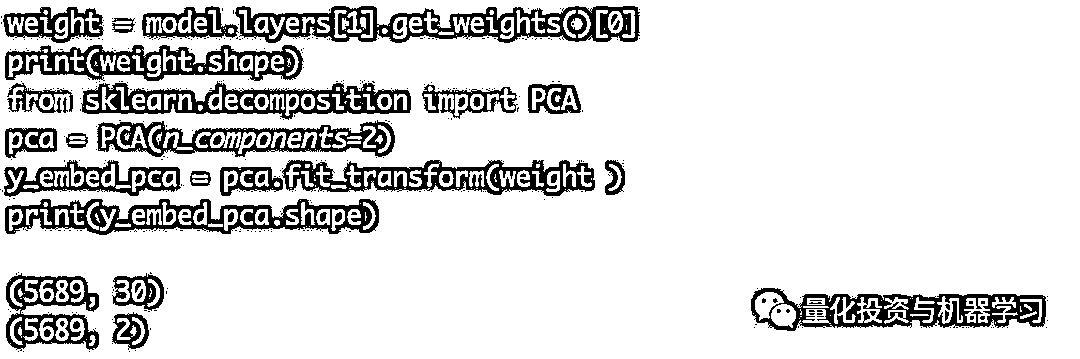 weight = model.layers[1].get_weights()[0]
print(weight.shape)
from sklearn.decomposition import PCA
pca = PCA(n_components=2)
y_embed_pca = pca.fit_transform(weight )
print(y_embed_pca.shape)
(5689, 30)
(5689, 2)
量化投资与机器学习